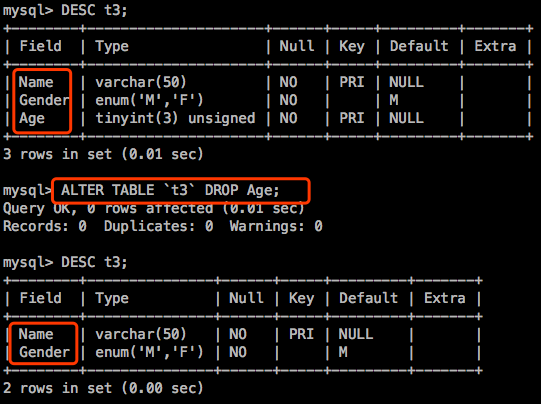 mysql> DESC t3;
+--------+---------------------+------+-----+---------+-------+
| Field  | Type                | Null | Key | Default | Extra |
+--------+---------------------+------+-----+---------+-------+
| Name   | varchar(50)         | NO   | PRI | NULL    |       |
| Gender | enum('M','F')       | NO   |     | M       |       |
| Age    | tinyint(3) unsigned | NO   | PRI | NULL    |       |
+--------+---------------------+------+-----+---------+-------+
3 rows in set (0.01 sec)
mysql> ALTER TABLE `t3` DROP Age;
Query OK, 0 rows affected (0.01 sec)
Records: 0  Duplicates: 0  Warnings: 0
mysql> DESC t3;
+--------+---------------+------+-----+---------+-------+
| Field  | Type          | Null | Key | Default | Extra |
+--------+---------------+------+-----+---------+-------+
| Name   | varchar(50)   | NO   | PRI | NULL    |       |
| Gender | enum('M','F') | NO   |     | M       |       |
+--------+---------------+------+-----+---------+-------+
2 rows in set (0.00 sec)